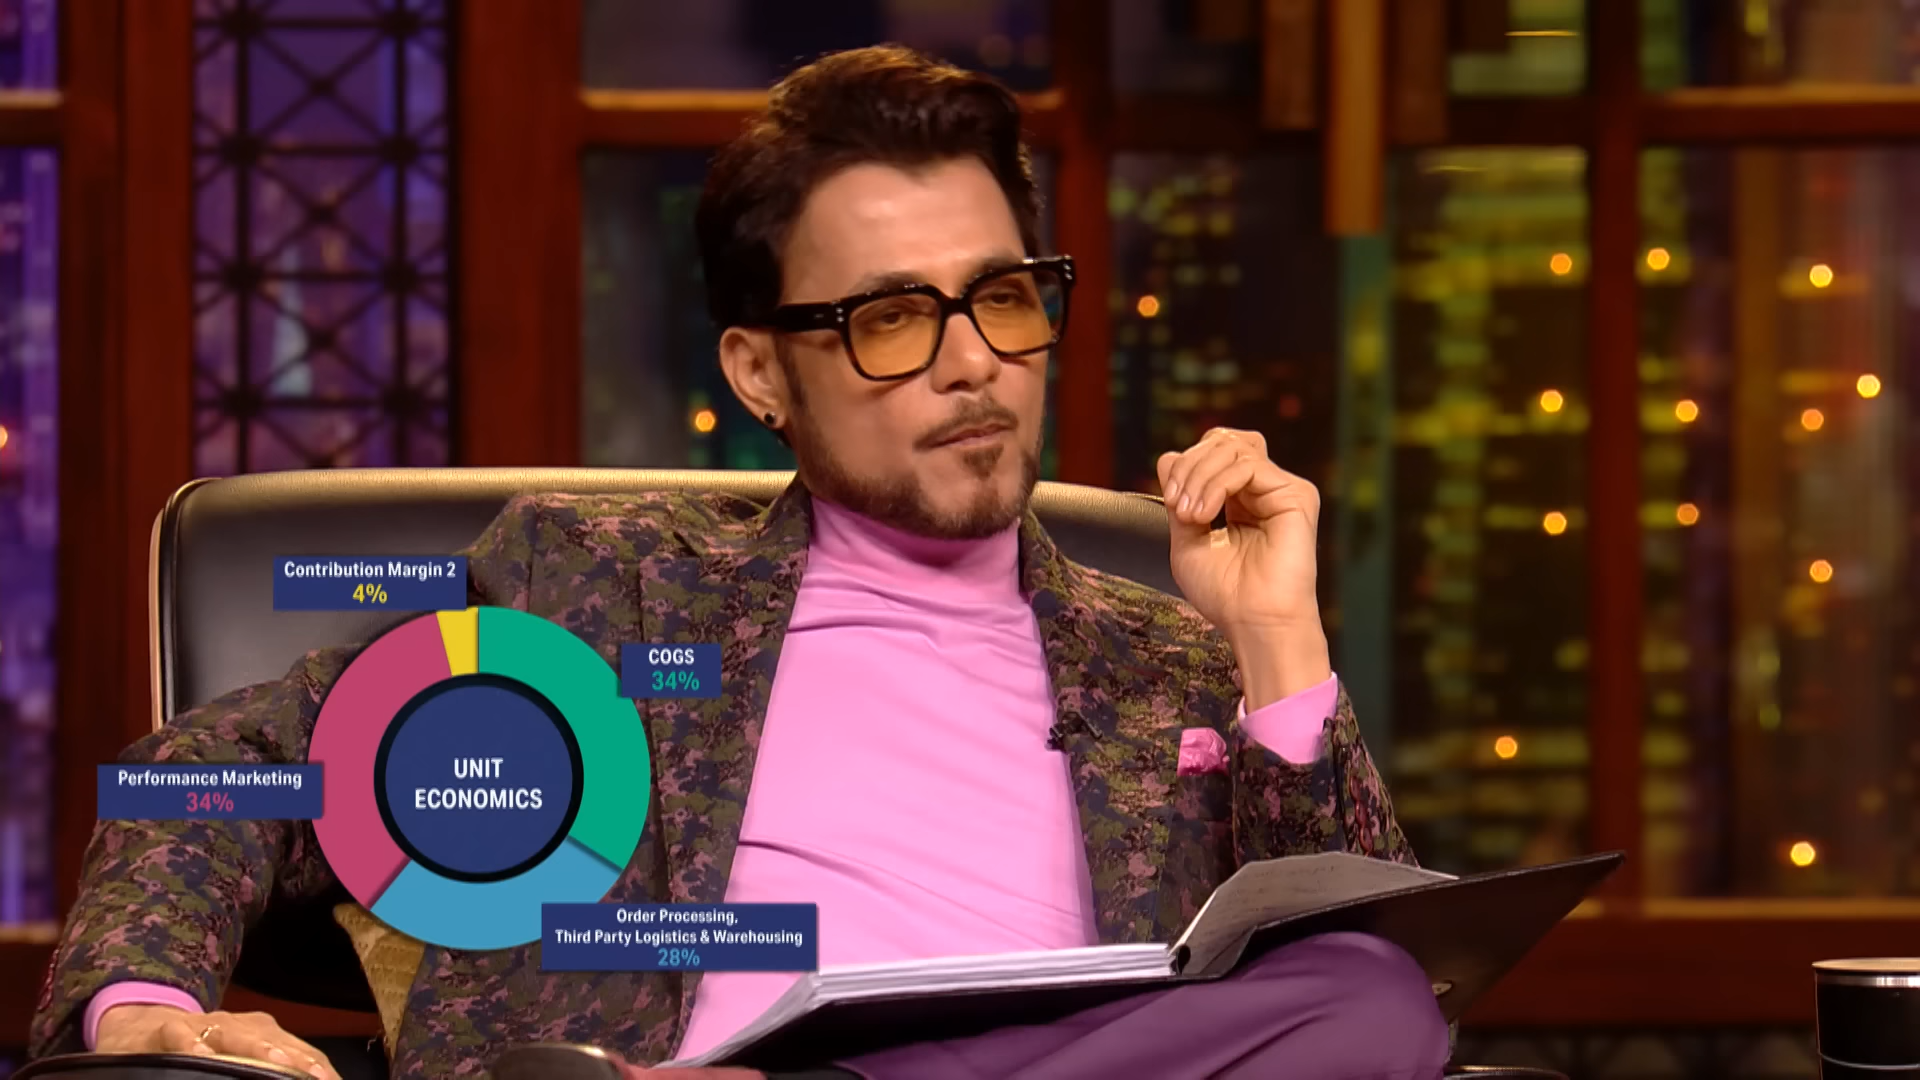 Contribution Margin 2
4%
COGS
34%
UNIT
ECONOMICS
Performance Marketing
34%
Order Processing,
Third Party Logistics & Warehousing
28%